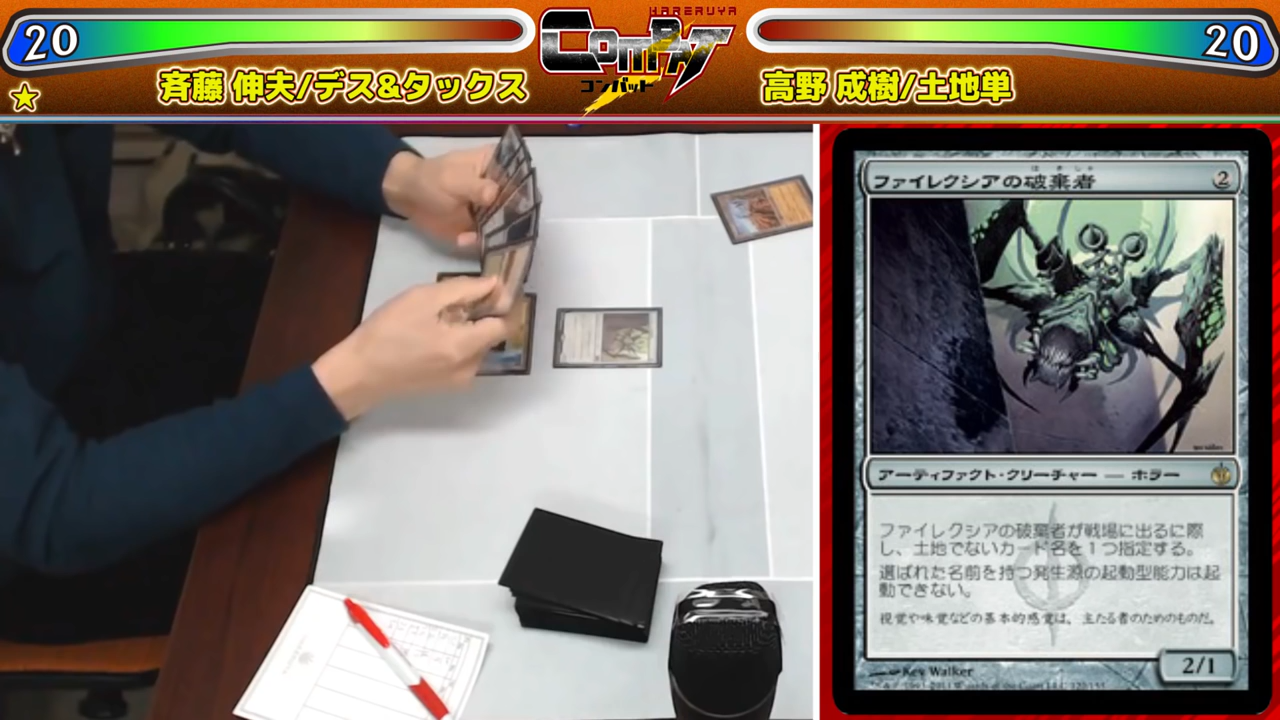 20
HARERUYA
COMBAT
コンバット
20
斉藤 伸夫/デス&タックス
高野 成樹/土地単
はきしゃ
ファイレクシアの破棄者 2
アーティファクト・クリーチャー — ホラー
ファイレクシアの破棄者が戦場に出るに際
し、土地でないカード名を1つ指定する。
選ばれた名前を持つ発生源の起動型能力は起
動できない。
視覚や味覚などの基本的感覚は、主たる者のためのものだ。
Kev Walker
2/1